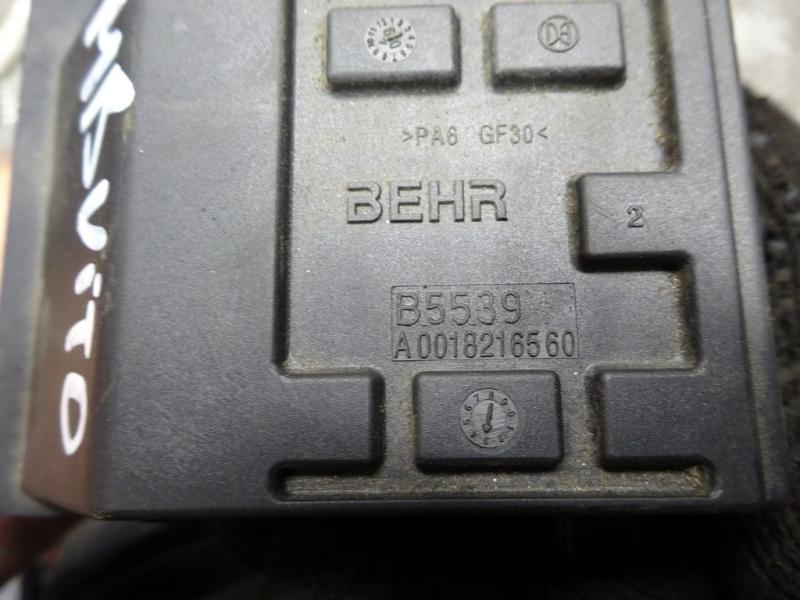 >PA6 GF30<
BEHR
2
B5539
A0018216560
VITO